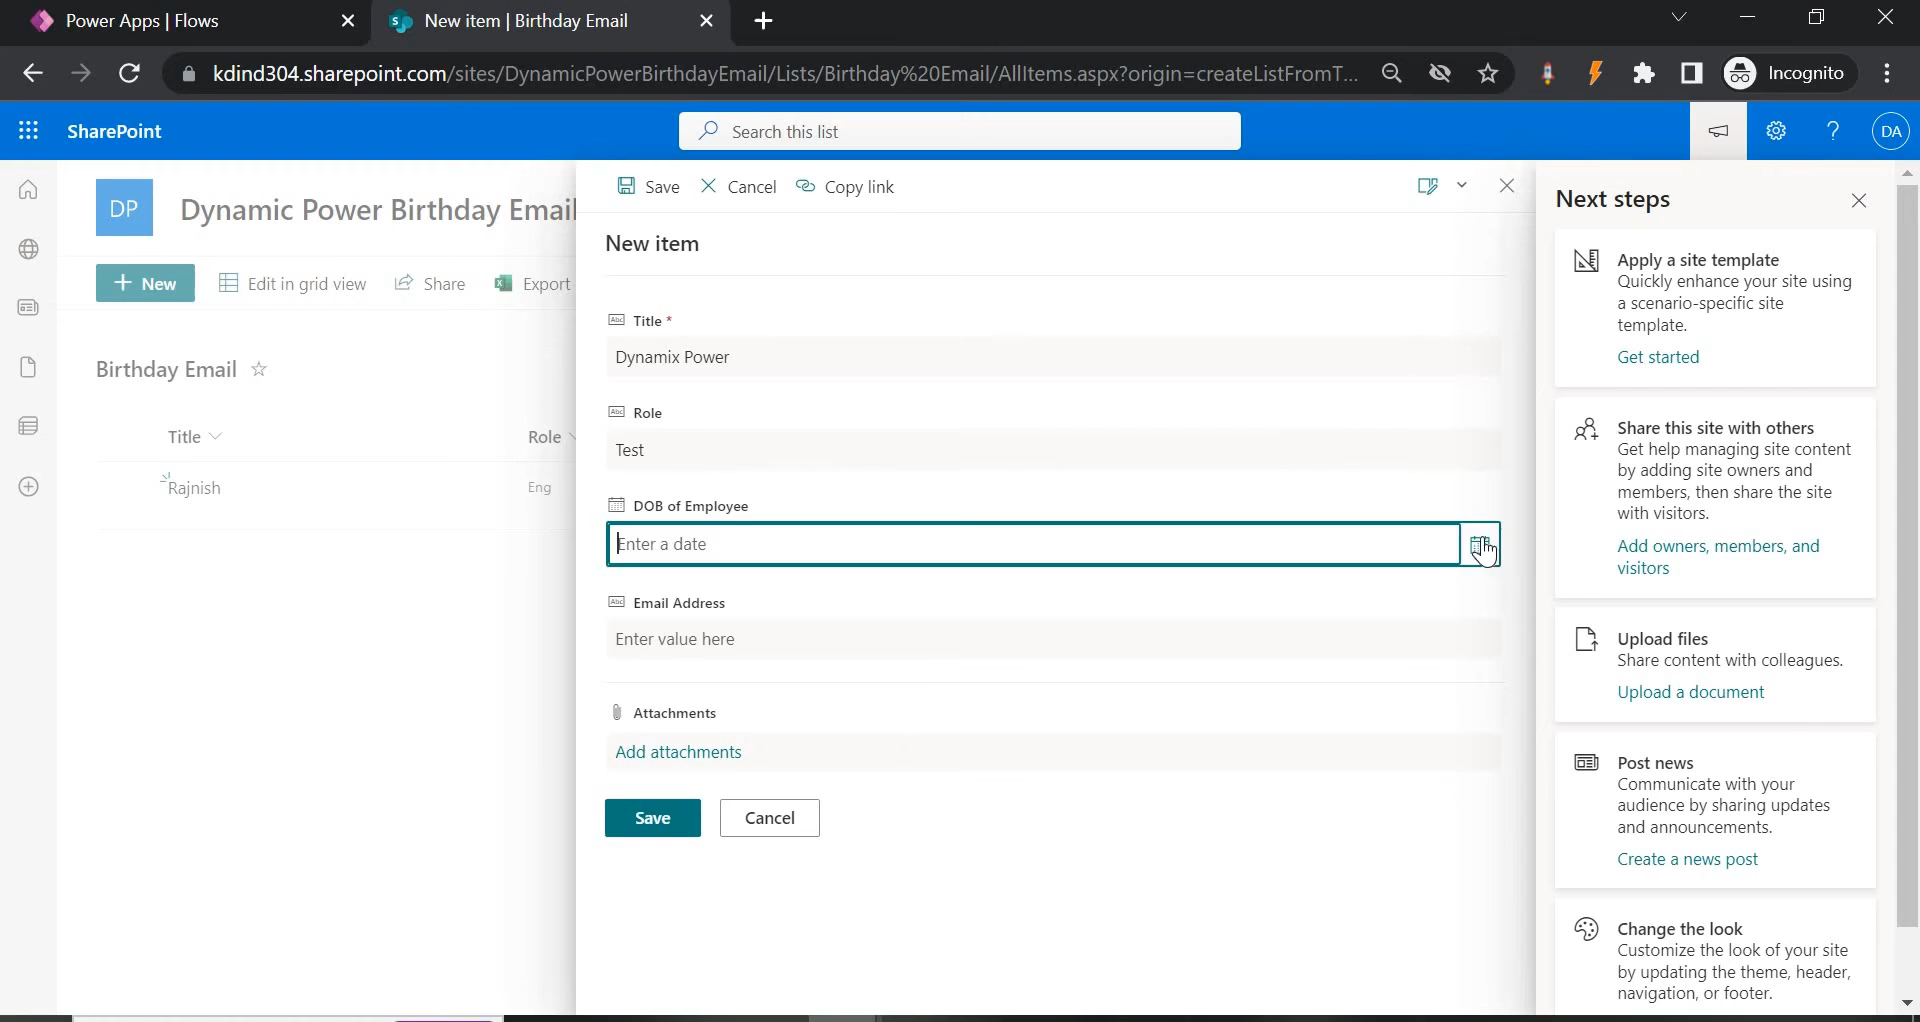 Power Apps | Flows
New item | Birthday Email
kdind304.sharepoint.com/sites/DynamicPowerBirthdayEmail/Lists/Birthday%20Email/AllItems.aspx?origin=createListFromT...
Incognito
SharePoint
Search this list
DA
DP
Dynamic Power Birthday Email
New
Edit in grid view
Share
Export
Birthday Email
Title
Role
Rajnish
Eng
Save
Cancel
Copy link
New item
Title *
Dynamix Power
Role
Test
DOB of Employee
Enter a date
Email Address
Enter value here
Attachments
Add attachments
Save
Cancel
Next steps
Apply a site template
Quickly enhance your site using
a scenario-specific site
template.
Get started
Share this site with others
Get help managing site content
by adding site owners and
members, then share the site
with visitors.
Add owners, members, and
visitors
Upload files
Share content with colleagues.
Upload a document
Post news
Communicate with your
audience by sharing updates
and announcements.
Create a news post
Change the look
Customize the look of your site
by updating the theme, header,
navigation, or footer.